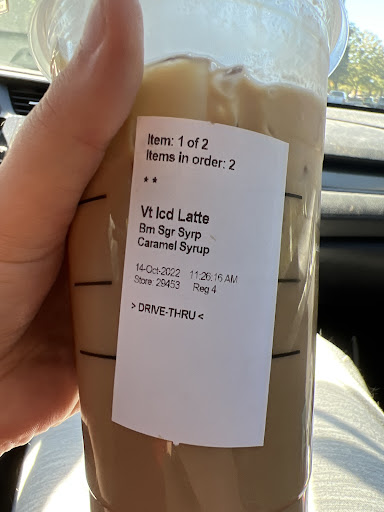 Item: 1 of 2
Items in order: 2
* *
Vt Icd Latte
Brn Sgr Syrp
Caramel Syrup
14-Oct-2022 11:26:16 AM
Store: 29453 Reg 4
> DRIVE-THRU <